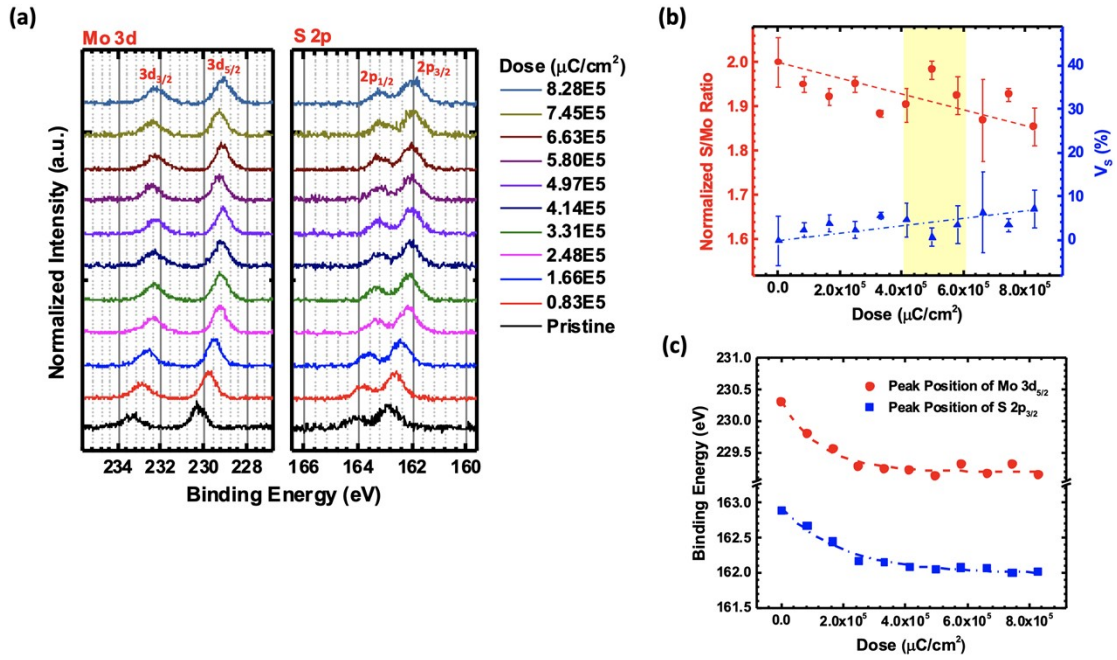 (a)
Mo 3d
S 2p
3d₃/₂
3d₅/₂
2p₁/₂
2p₃/₂
Normalized Intensity (a.u.)
234 232 230 228
166 164 162 160
Binding Energy (eV)
Dose (μC/cm²)
8.28E5
7.45E5
6.63E5
5.80E5
4.97E5
4.14E5
3.31E5
2.48E5
1.66E5
0.83E5
Pristine
(b)
Normalized S/Mo Ratio
2.0
1.9
1.8
1.7
1.6
40
30
20
10
0
V_S (%)
0.0 2.0x10⁵ 4.0x10⁵ 6.0x10⁵ 8.0x10⁵
Dose (μC/cm²)
(c)
Binding Energy (eV)
231.0
230.5
230.0
229.5
163.0
162.5
162.0
161.5
Peak Position of Mo 3d₅/₂
Peak Position of S 2p₃/₂
0.0 2.0x10⁵ 4.0x10⁵ 6.0x10⁵ 8.0x10⁵
Dose (μC/cm²)